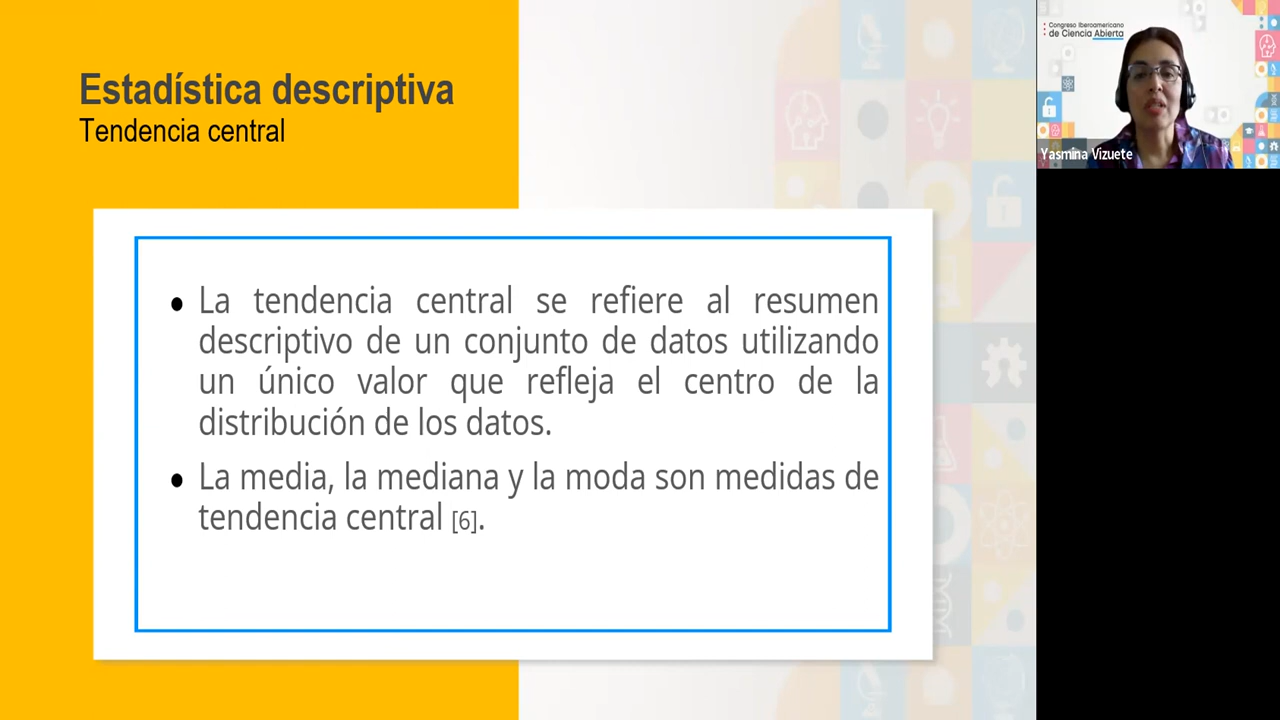 Estadística descriptiva
Tendencia central
• La tendencia central se refiere al resumen
descriptivo de un conjunto de datos utilizando
un único valor que refleja el centro de la
distribución de los datos.
• La media, la mediana y la moda son medidas de
tendencia central [6].
Congreso Iberoamericano
de Ciencia Abierta
Yasmina Vizuete